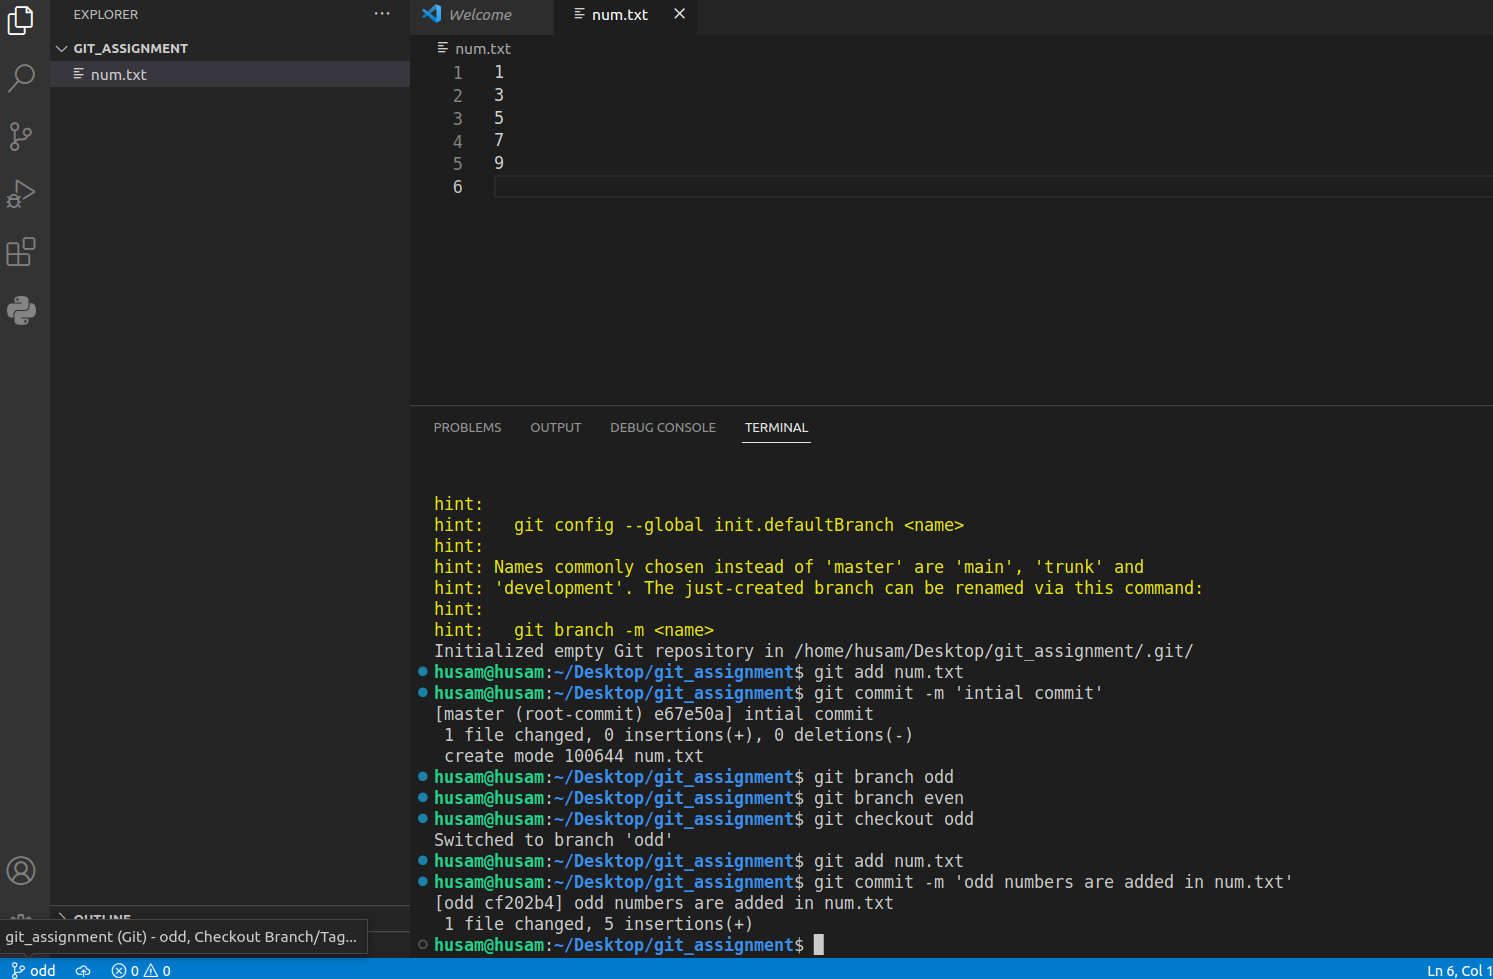 EXPLORER
GIT_ASSIGNMENT
num.txt
Welcome
num.txt
num.txt
1 1
2 3
3 5
4 7
5 9
6
PROBLEMS OUTPUT DEBUG CONSOLE TERMINAL
hint:
hint:   git config --global init.defaultBranch <name>
hint:
hint: Names commonly chosen instead of 'master' are 'main', 'trunk' and
hint: 'development'. The just-created branch can be renamed via this command:
hint:
hint:   git branch -m <name>
Initialized empty Git repository in /home/husam/Desktop/git_assignment/.git/
husam@husam:~/Desktop/git_assignment$ git add num.txt
husam@husam:~/Desktop/git_assignment$ git commit -m 'intial commit'
[master (root-commit) e67e50a] intial commit
 1 file changed, 0 insertions(+), 0 deletions(-)
 create mode 100644 num.txt
husam@husam:~/Desktop/git_assignment$ git branch odd
husam@husam:~/Desktop/git_assignment$ git branch even
husam@husam:~/Desktop/git_assignment$ git checkout odd
Switched to branch 'odd'
husam@husam:~/Desktop/git_assignment$ git add num.txt
husam@husam:~/Desktop/git_assignment$ git commit -m 'odd numbers are added in num.txt'
[odd cf202b4] odd numbers are added in num.txt
 1 file changed, 5 insertions(+)
husam@husam:~/Desktop/git_assignment$
OUTLINE
git_assignment (Git) - odd, Checkout Branch/Tag...
odd 0 0 Ln 6, Col 1